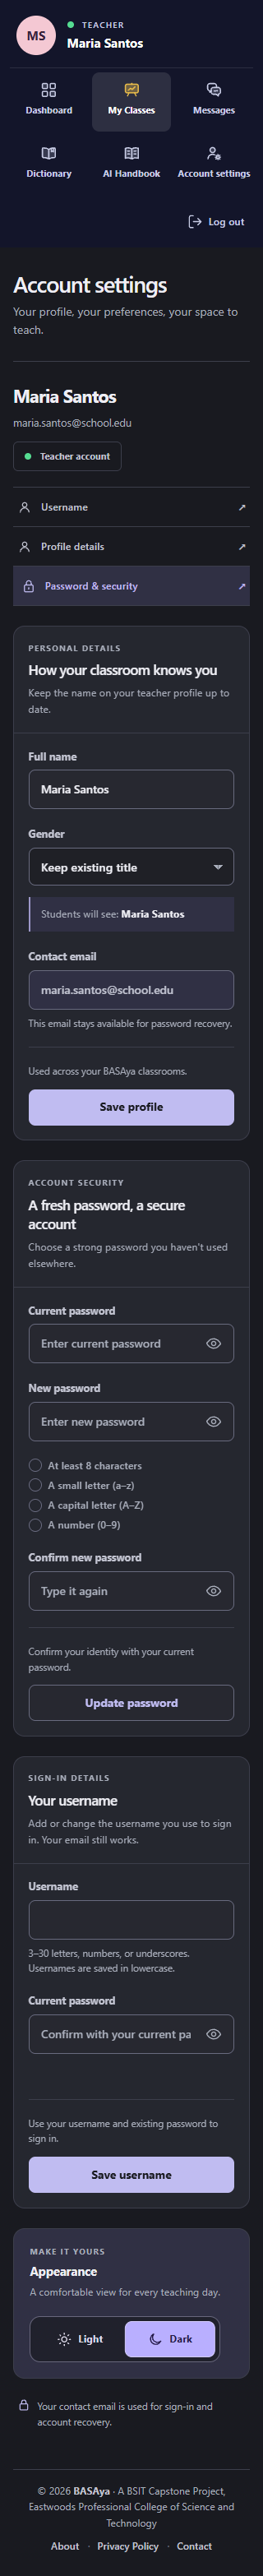 MS
TEACHER
Maria Santos
Dashboard
My Classes
Messages
Dictionary
AI Handbook
Account settings
Log out
Account settings
Your profile, your preferences, your space to
teach.
Maria Santos
maria.santos@school.edu
Teacher account
Username
Profile details
Password & security
PERSONAL DETAILS
How your classroom knows you
Keep the name on your teacher profile up to
date.
Full name
Maria Santos
Gender
Keep existing title
Students will see: Maria Santos
Contact email
maria.santos@school.edu
This email stays available for password recovery.
Used across your BASAya classrooms.
Save profile
ACCOUNT SECURITY
A fresh password, a secure
account
Choose a strong password you haven't used
elsewhere.
Current password
Enter current password
New password
Enter new password
At least 8 characters
A small letter (a–z)
A capital letter (A–Z)
A number (0–9)
Confirm new password
Type it again
Confirm your identity with your current
password.
Update password
SIGN-IN DETAILS
Your username
Add or change the username you use to sign
in. Your email still works.
Username
3–30 letters, numbers, or underscores.
Usernames are saved in lowercase.
Current password
Confirm with your current pa
Use your username and existing password to
sign in.
Save username
MAKE IT YOURS
Appearance
A comfortable view for every teaching day.
Light
Dark
Your contact email is used for sign-in and
account recovery.
© 2026 BASAya · A BSIT Capstone Project,
Eastwoods Professional College of Science and
Technology
About · Privacy Policy · Contact